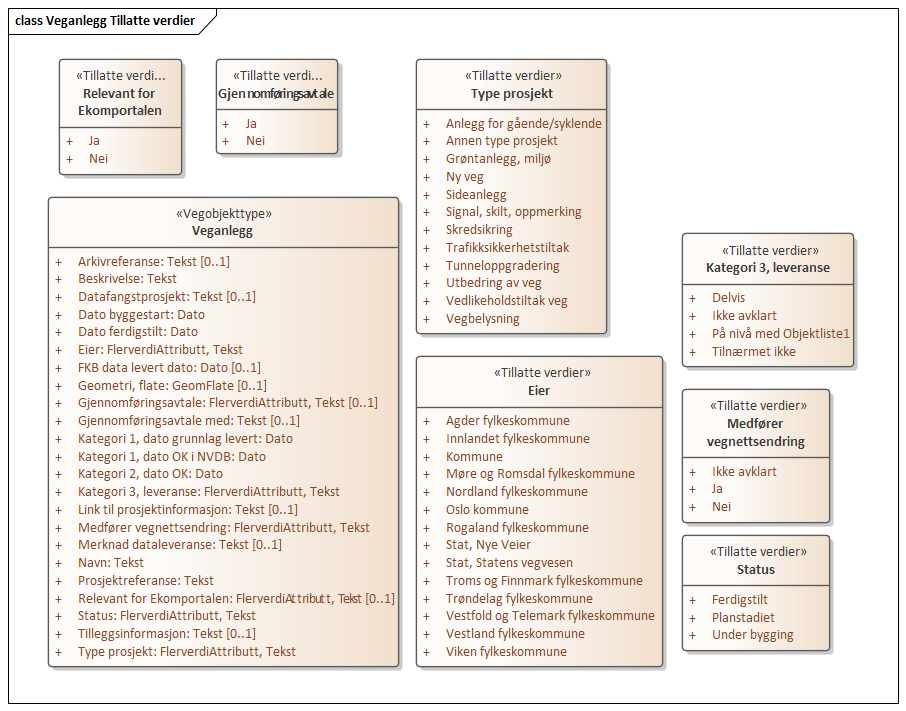 class Veganlegg Tillatte verdier
«Tillatte verdi...
Relevant for
Ekomportalen
+ Ja
+ Nei
«Tillatte verdi...
Gjennomføringsavtale
+ Ja
+ Nei
«Tillatte verdier»
Type prosjekt
+ Anlegg for gående/syklende
+ Annen type prosjekt
+ Grøntanlegg, miljø
+ Ny veg
+ Sideanlegg
+ Signal, skilt, oppmerking
+ Skredsikring
+ Trafikksikkerhetstiltak
+ Tunneloppgradering
+ Utbedring av veg
+ Vedlikeholdstiltak veg
+ Vegbelysning
«Vegobjekttype»
Veganlegg
+ Arkivreferanse: Tekst [0..1]
+ Beskrivelse: Tekst
+ Datafangstprosjekt: Tekst [0..1]
+ Dato byggestart: Dato
+ Dato ferdigstilt: Dato
+ Eier: FlerverdiAttributt, Tekst
+ FKB data levert dato: Dato [0..1]
+ Geometri, flate: GeomFlate [0..1]
+ Gjennomføringsavtale: FlerverdiAttributt, Tekst [0..1]
+ Gjennomføringsavtale med: Tekst [0..1]
+ Kategori 1, dato grunnlag levert: Dato
+ Kategori 1, dato OK i NVDB: Dato
+ Kategori 2, dato OK: Dato
+ Kategori 3, leveranse: FlerverdiAttributt, Tekst
+ Link til prosjektinformasjon: Tekst [0..1]
+ Medfører vegnettsendring: FlerverdiAttributt, Tekst
+ Merknad dataleveranse: Tekst [0..1]
+ Navn: Tekst
+ Prosjektreferanse: Tekst
+ Relevant for Ekomportalen: FlerverdiAttributt, Tekst [0..1]
+ Status: FlerverdiAttributt, Tekst
+ Tilleggsinformasjon: Tekst [0..1]
+ Type prosjekt: FlerverdiAttributt, Tekst
«Tillatte verdier»
Eier
+ Agder fylkeskommune
+ Innlandet fylkeskommune
+ Kommune
+ Møre og Romsdal fylkeskommune
+ Nordland fylkeskommune
+ Oslo kommune
+ Rogaland fylkeskommune
+ Stat, Nye Veier
+ Stat, Statens vegvesen
+ Troms og Finnmark fylkeskommune
+ Trøndelag fylkeskommune
+ Vestfold og Telemark fylkeskommune
+ Vestland fylkeskommune
+ Viken fylkeskommune
«Tillatte verdier»
Kategori 3, leveranse
+ Delvis
+ Ikke avklart
+ På nivå med Objektliste1
+ Tilnærmet ikke
«Tillatte verdier»
Medfører
vegnettsendring
+ Ikke avklart
+ Ja
+ Nei
«Tillatte verdier»
Status
+ Ferdigstilt
+ Planstadiet
+ Under bygging